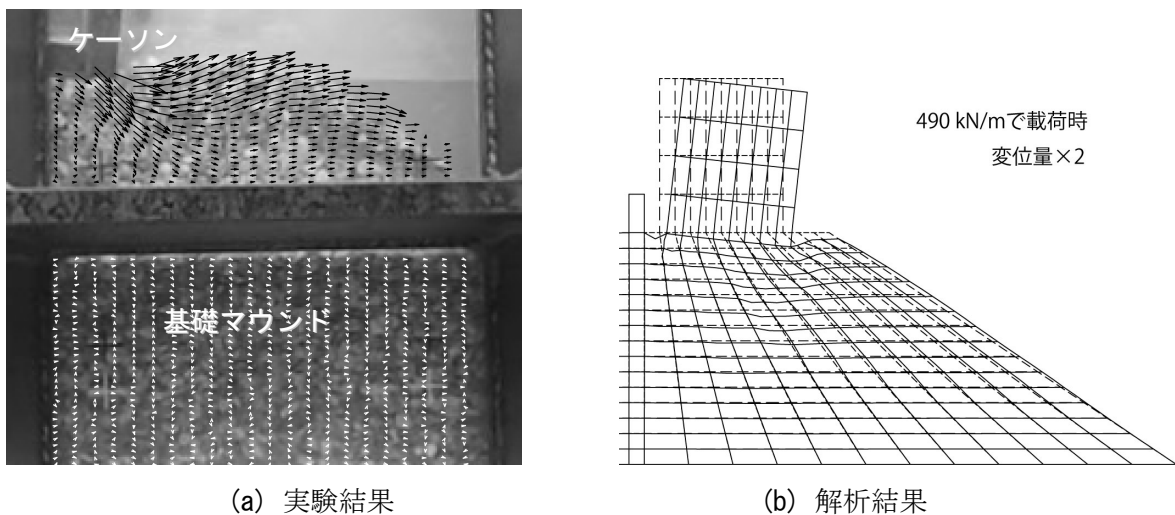 ケーソン
基礎マウンド
490 kN/mで載荷時
変位量×2
(a) 実験結果
(b) 解析結果